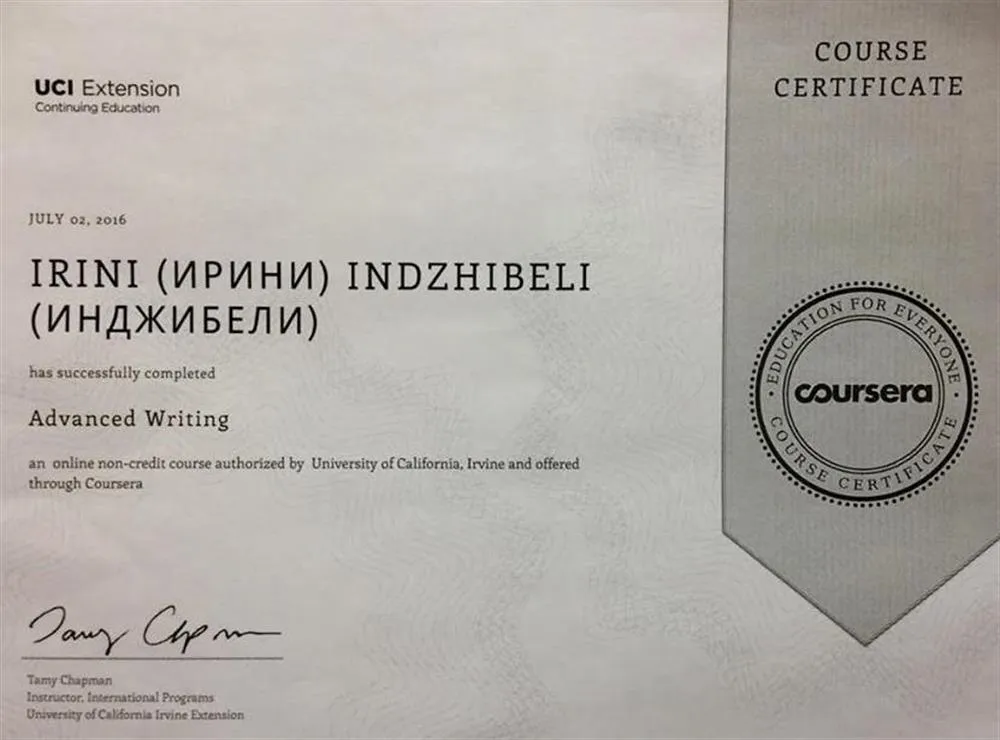 UCI Extension
Continuing Education
COURSE
CERTIFICATE
JULY 02, 2016
IRINI (ИРИНИ) INDZHIBELI
(ИНДЖИБЕЛИ)
has successfully completed
Advanced Writing
an online non-credit course authorized by University of California, Irvine and offered
through Coursera
EDUCATION FOR EVERYONE
coursera
COURSE CERTIFICATE
Tamy Chapman
Tamy Chapman
Instructor, International Programs
University of California Irvine Extension